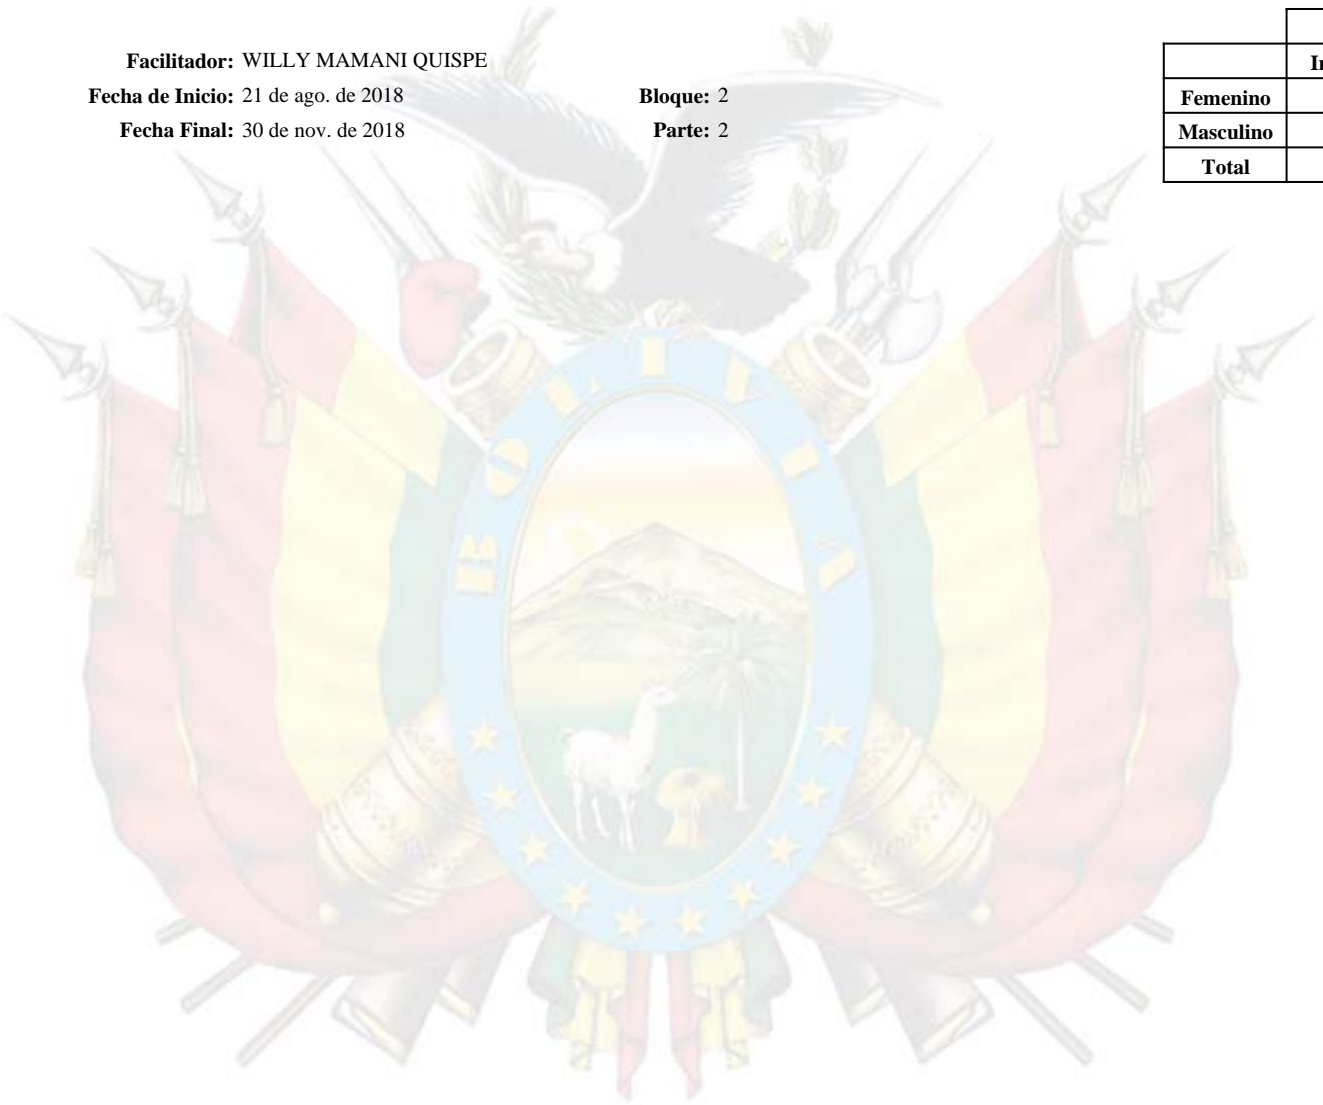 Facilitador: WILLY MAMANI QUISPE
Fecha de Inicio: 21 de ago. de 2018 Bloque: 2
Fecha Final: 30 de nov. de 2018 Parte: 2
Femenino
Masculino
Total
BOLIVIA